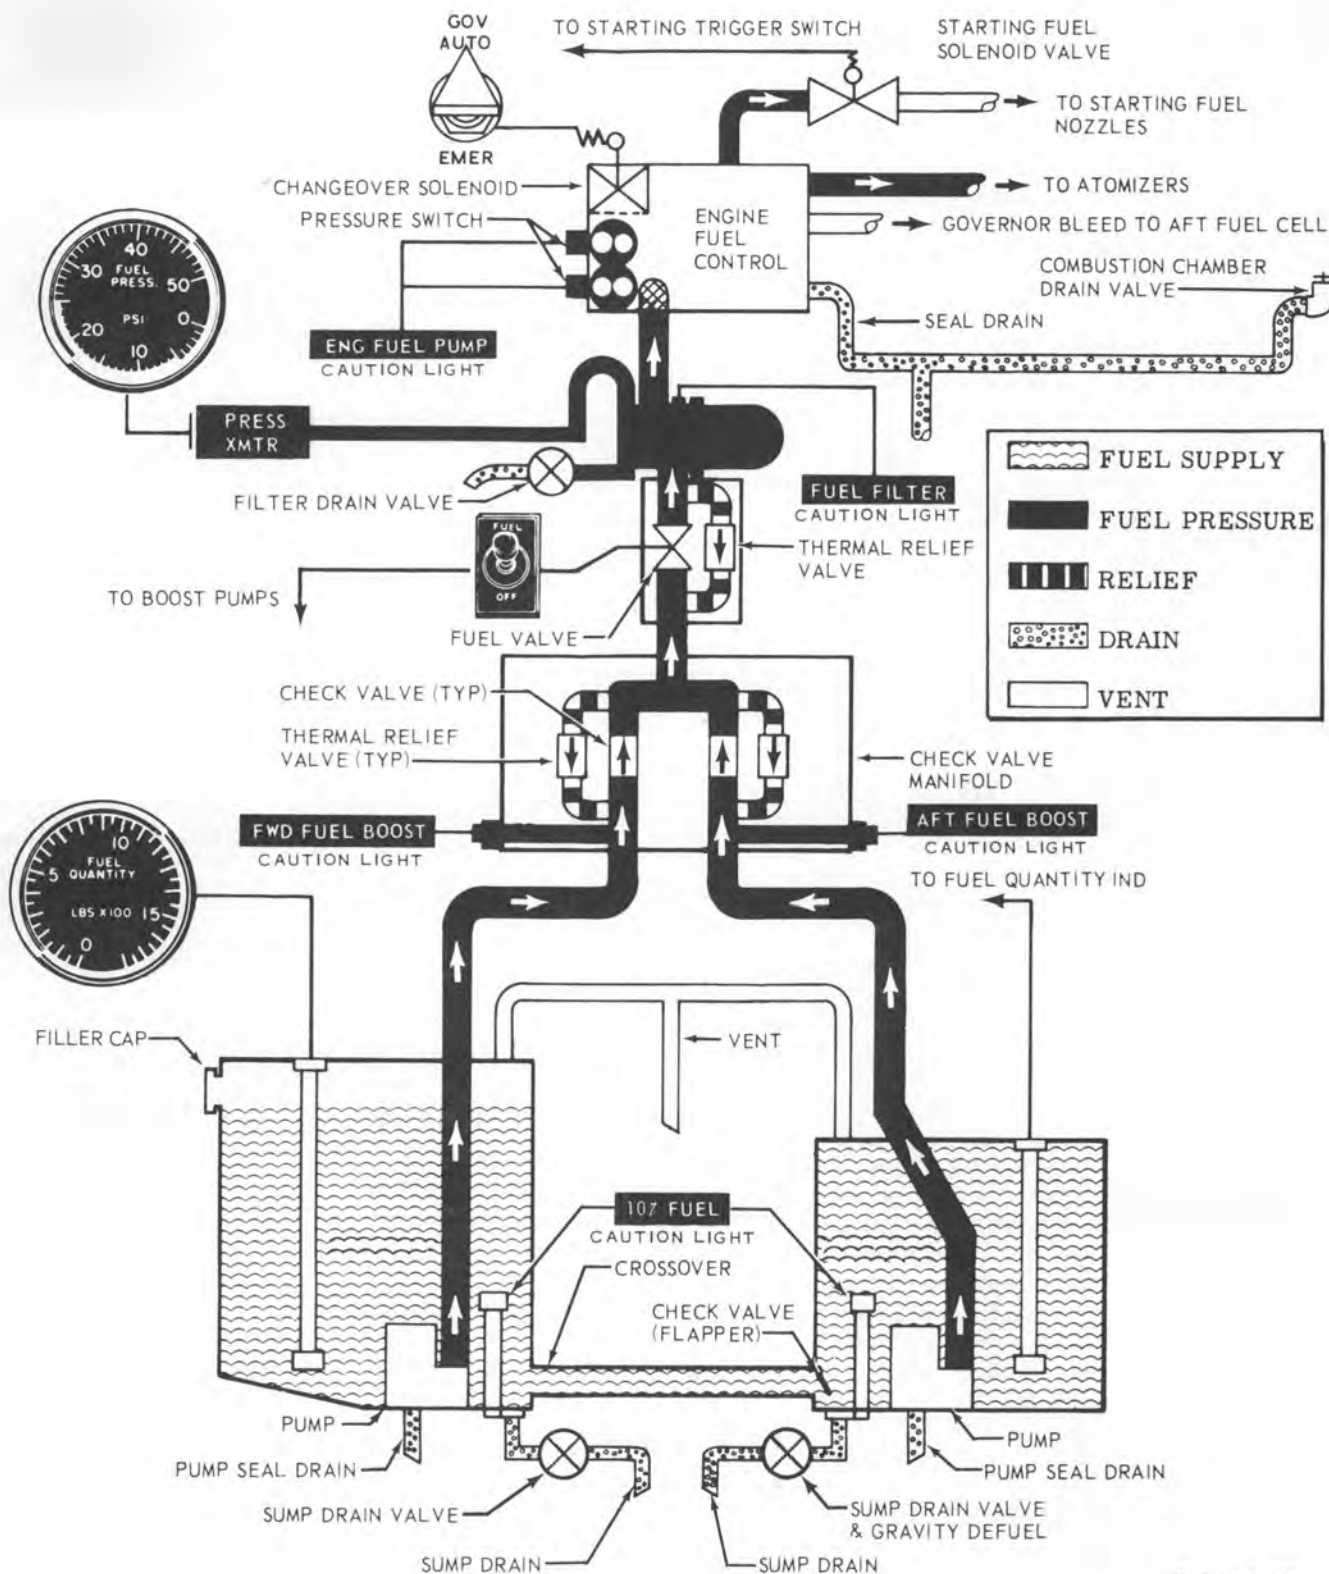 GOV
AUTO
EMER
TO STARTING TRIGGER SWITCH
STARTING FUEL
SOLENOID VALVE
TO STARTING FUEL
NOZZLES
CHANGEOVER SOLENOID
PRESSURE SWITCH
ENGINE
FUEL
CONTROL
TO ATOMIZERS
GOVERNOR BLEED TO AFT FUEL CELL
COMBUSTION CHAMBER
DRAIN VALVE
SEAL DRAIN
40
30
FUEL
PRESS.
50
PSI
0
20
10
ENG FUEL PUMP
CAUTION LIGHT
PRESS
XMTR
FILTER DRAIN VALVE
FUEL FILTER
CAUTION LIGHT
THERMAL RELIEF
VALVE
FUEL
OFF
TO BOOST PUMPS
FUEL VALVE
FUEL SUPPLY
FUEL PRESSURE
RELIEF
DRAIN
VENT
CHECK VALVE (TYP)
THERMAL RELIEF
VALVE (TYP)
CHECK VALVE
MANIFOLD
FWD FUEL BOOST
CAUTION LIGHT
AFT FUEL BOOST
CAUTION LIGHT
10
5
FUEL
QUANTITY
LBS X 100
15
0
TO FUEL QUANTITY IND
FILLER CAP
VENT
10% FUEL
CAUTION LIGHT
CROSSOVER
CHECK VALVE
(FLAPPER)
PUMP
PUMP SEAL DRAIN
SUMP DRAIN VALVE
SUMP DRAIN
PUMP
PUMP SEAL DRAIN
SUMP DRAIN VALVE
& GRAVITY DEFUEL
SUMP DRAIN